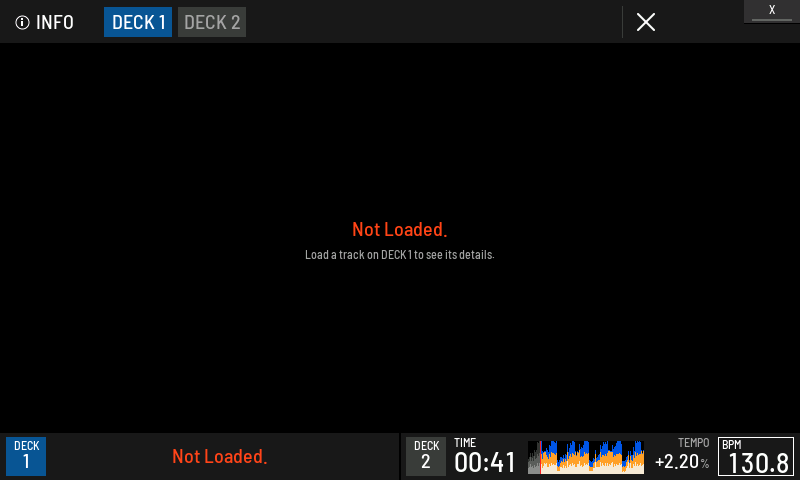 INFO
DECK 1
DECK 2
X
Not Loaded.
Load a track on DECK 1 to see its details.
DECK
1
Not Loaded.
DECK
2
TIME
00:41
TEMPO
+2.20%
BPM
130.8